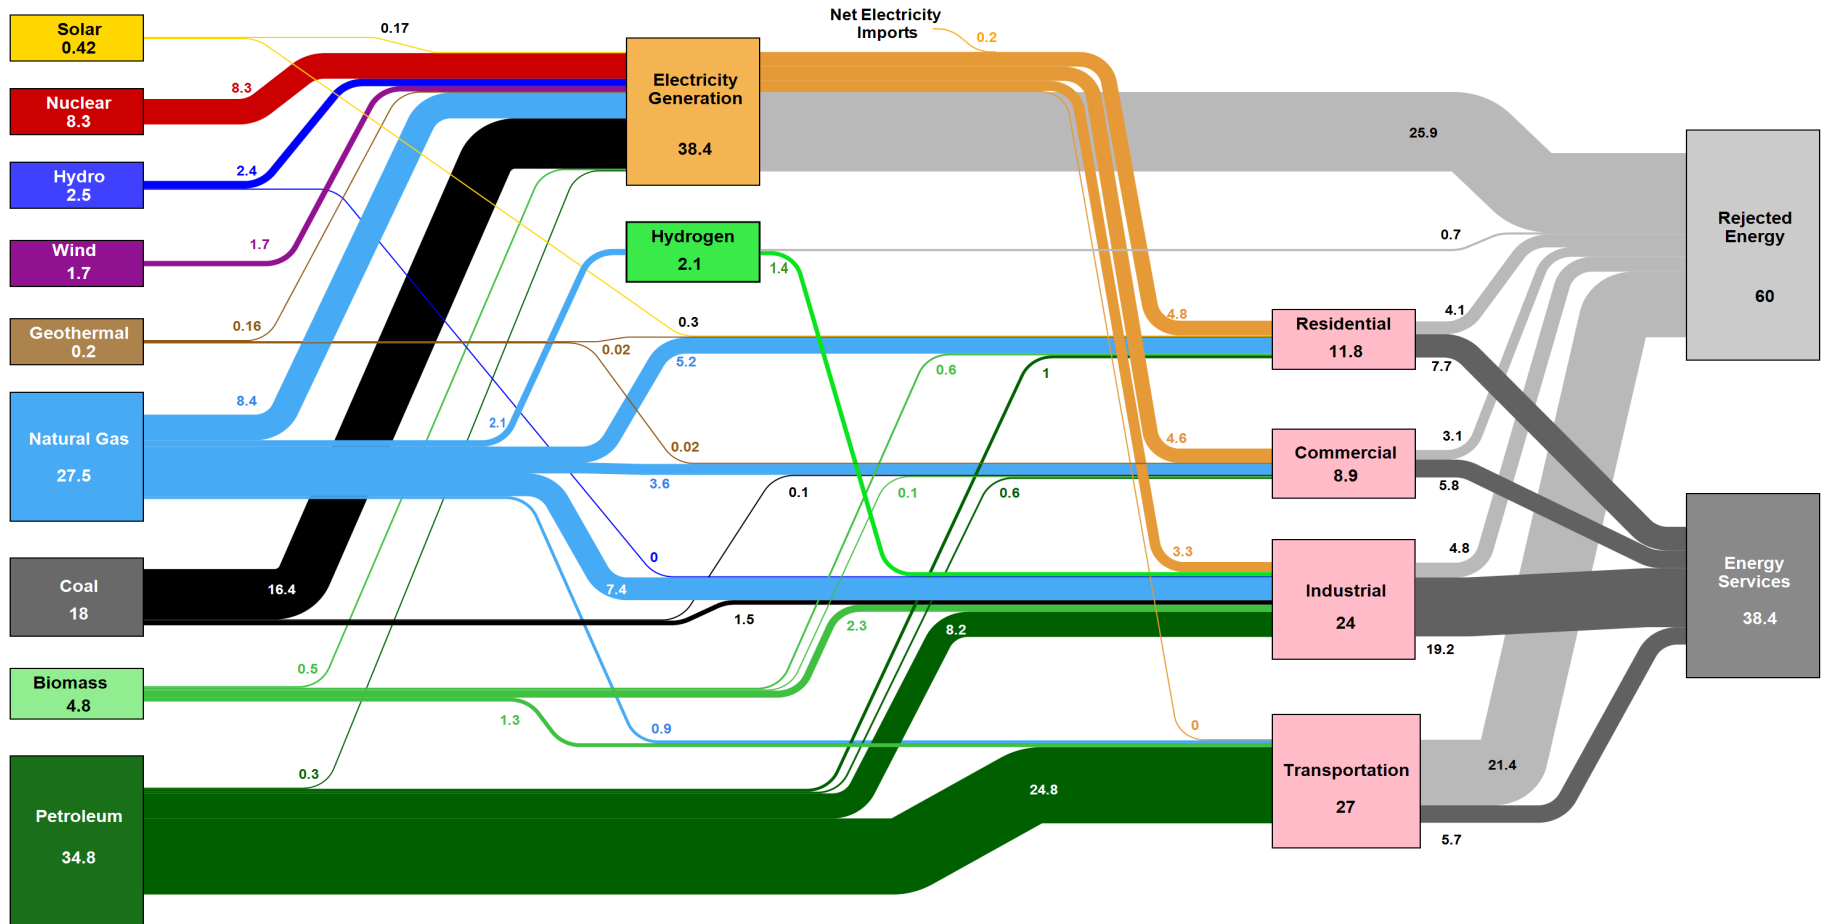 Solar
0.42
Nuclear
8.3
Hydro
2.5
Wind
1.7
Geothermal
0.2
Natural Gas
27.5
Coal
18
Biomass
4.8
Petroleum
34.8
0.17
8.3
2.4
1.7
0.16
8.4
2.1
16.4
0.5
0.3
1.3
Electricity
Generation
38.4
Hydrogen
2.1
1.4
0.3
0.02
5.2
0.02
3.6
0.1
0
7.4
1.5
0.9
2.3
0.1
0.6
1
0.6
8.2
24.8
Net Electricity
Imports
0.2
4.8
4.6
3.3
0
Residential
11.8
Commercial
8.9
Industrial
24
Transportation
27
25.9
0.7
4.1
7.7
3.1
5.8
4.8
19.2
21.4
5.7
Rejected
Energy
60
Energy
Services
38.4